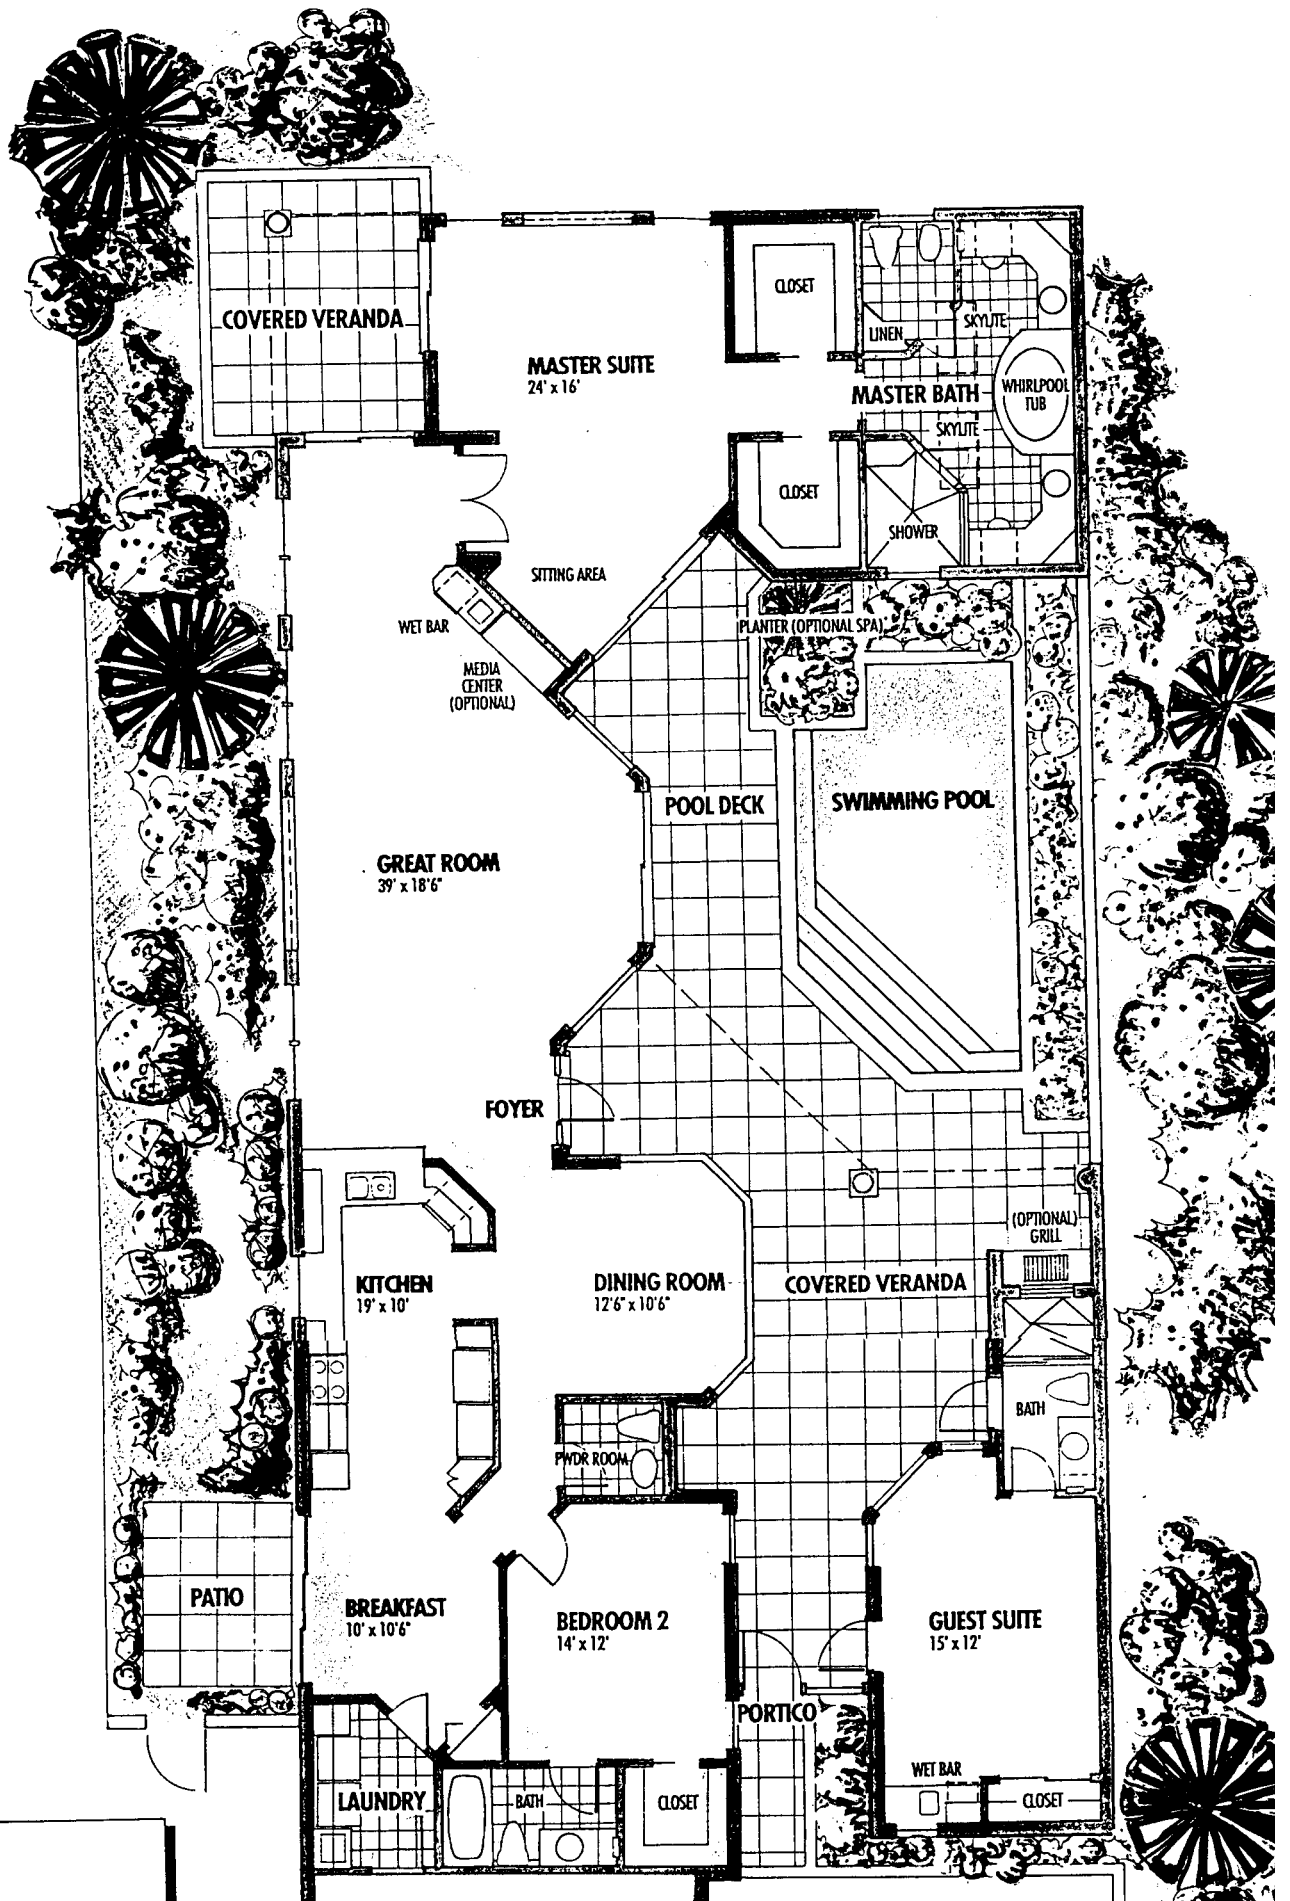 COVERED VERANDA
MASTER SUITE
24' x 16'
CLOSET
LINEN
SKYLITE
MASTER BATH
WHIRLPOOL
TUB
SKYLITE
CLOSET
SHOWER
SITTING AREA
WET BAR
MEDIA
CENTER
(OPTIONAL)
PLANTER (OPTIONAL SPA)
POOL DECK
SWIMMING POOL
GREAT ROOM
39' x 18'6"
FOYER
(OPTIONAL)
GRILL
KITCHEN
19' x 10'
DINING ROOM
12'6" x 10'6"
COVERED VERANDA
BATH
PWDR ROOM
PATIO
BREAKFAST
10' x 10'6"
BEDROOM 2
14' x 12'
GUEST SUITE
15' x 12'
PORTICO
WET BAR
LAUNDRY
BATH
CLOSET
CLOSET